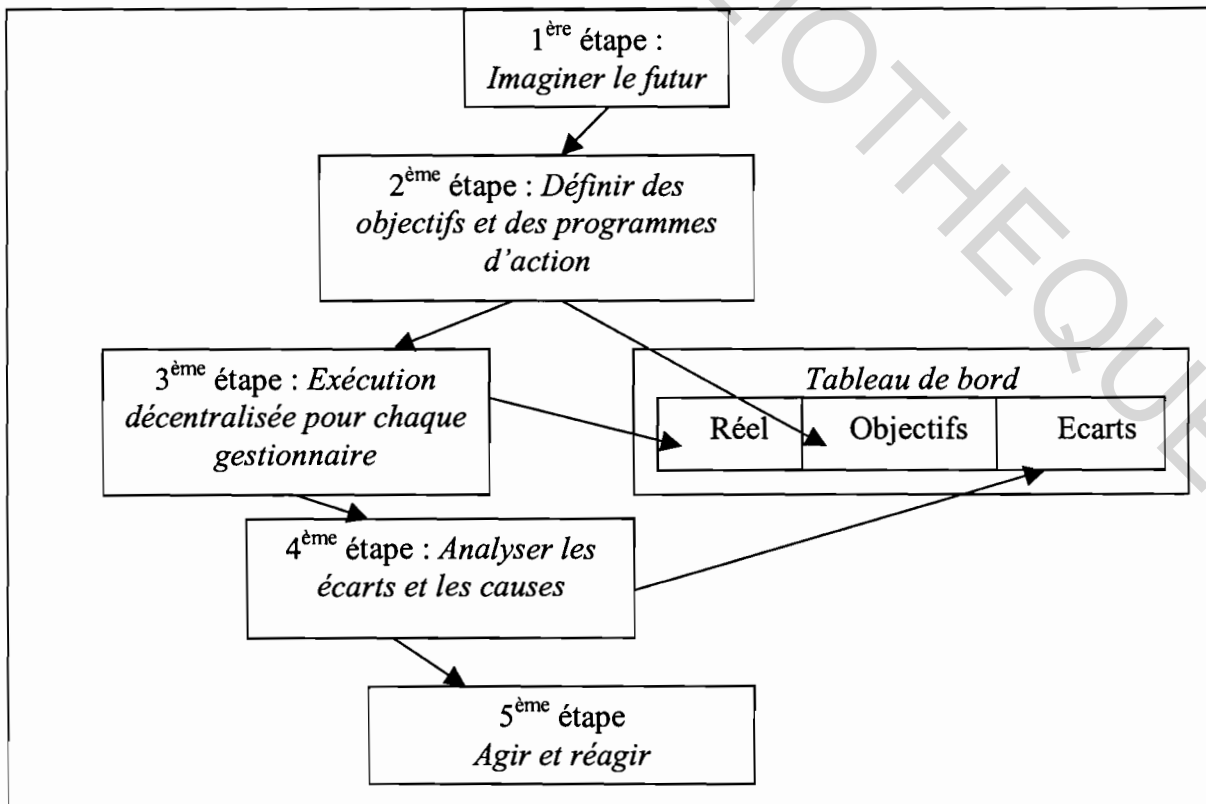 1ère étape :
Imaginer le futur
2ème étape : Définir des
objectifs et des programmes
d'action
3ème étape : Exécution
décentralisée pour chaque
gestionnaire
Tableau de bord
Réel
Objectifs
Ecarts
4ème étape : Analyser les
écarts et les causes
5ème étape
Agir et réagir
LIOTHEQUE